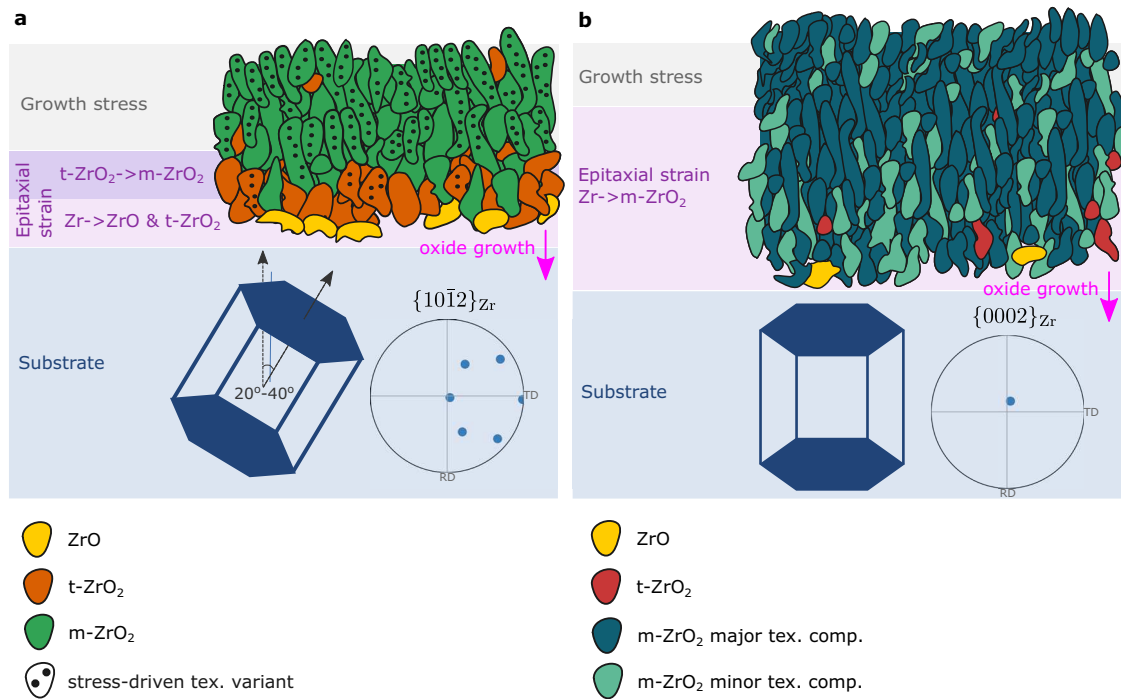 a
Growth stress
Epitaxial
strain
t-ZrO₂->m-ZrO₂
Zr->ZrO & t-ZrO₂
oxide growth
Substrate
20º-40º
{101̄2}Zr
TD
RD
ZrO
t-ZrO₂
m-ZrO₂
stress-driven tex. variant
b
Growth stress
Epitaxial strain
Zr->m-ZrO₂
oxide growth
Substrate
{0002}Zr
TD
RD
ZrO
t-ZrO₂
m-ZrO₂ major tex. comp.
m-ZrO₂ minor tex. comp.